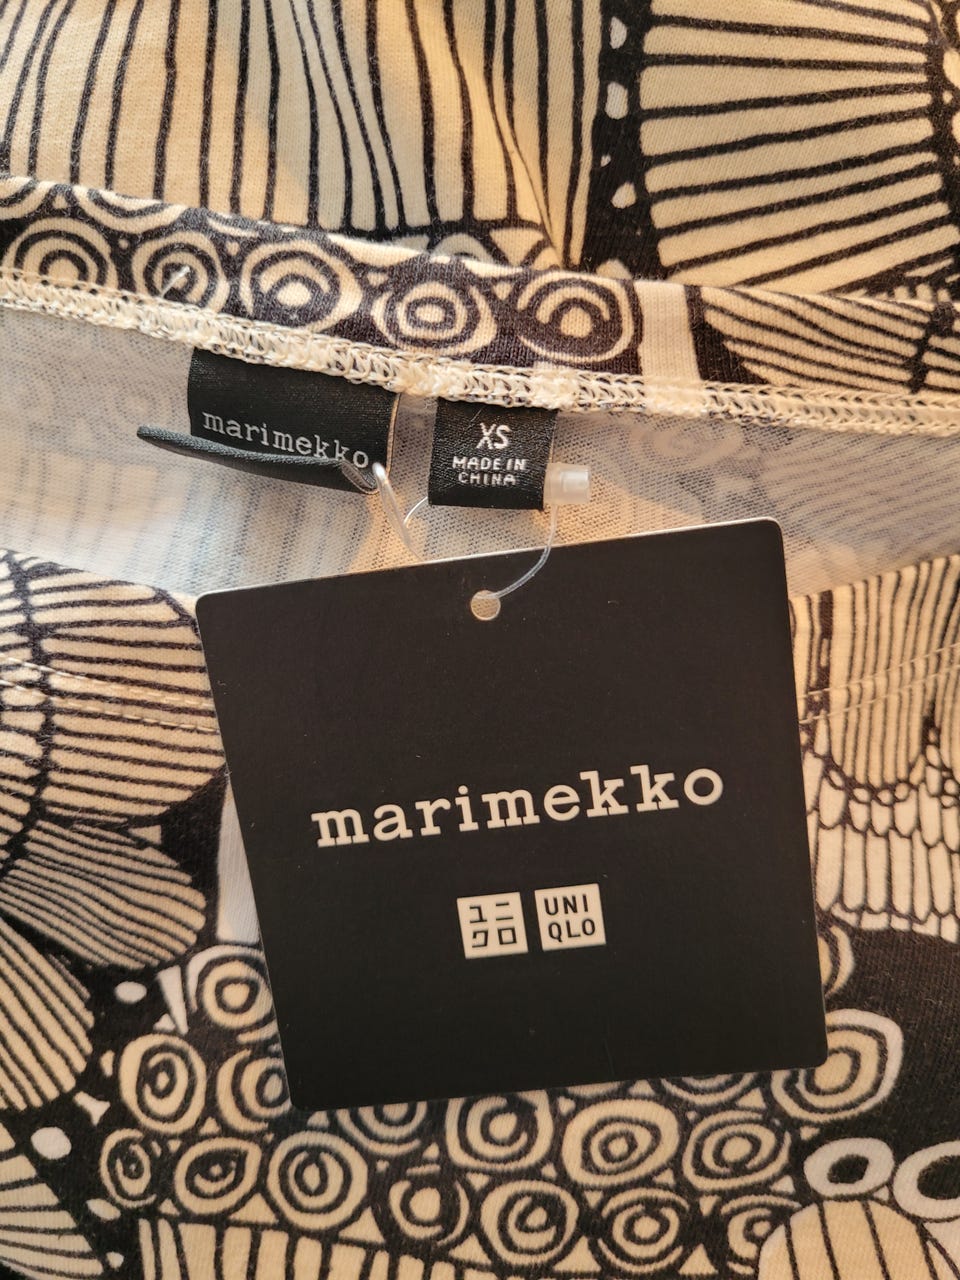 marimekko
XS
MADE IN
CHINA
marimekko
ユニ
クロ
UNI
QLO